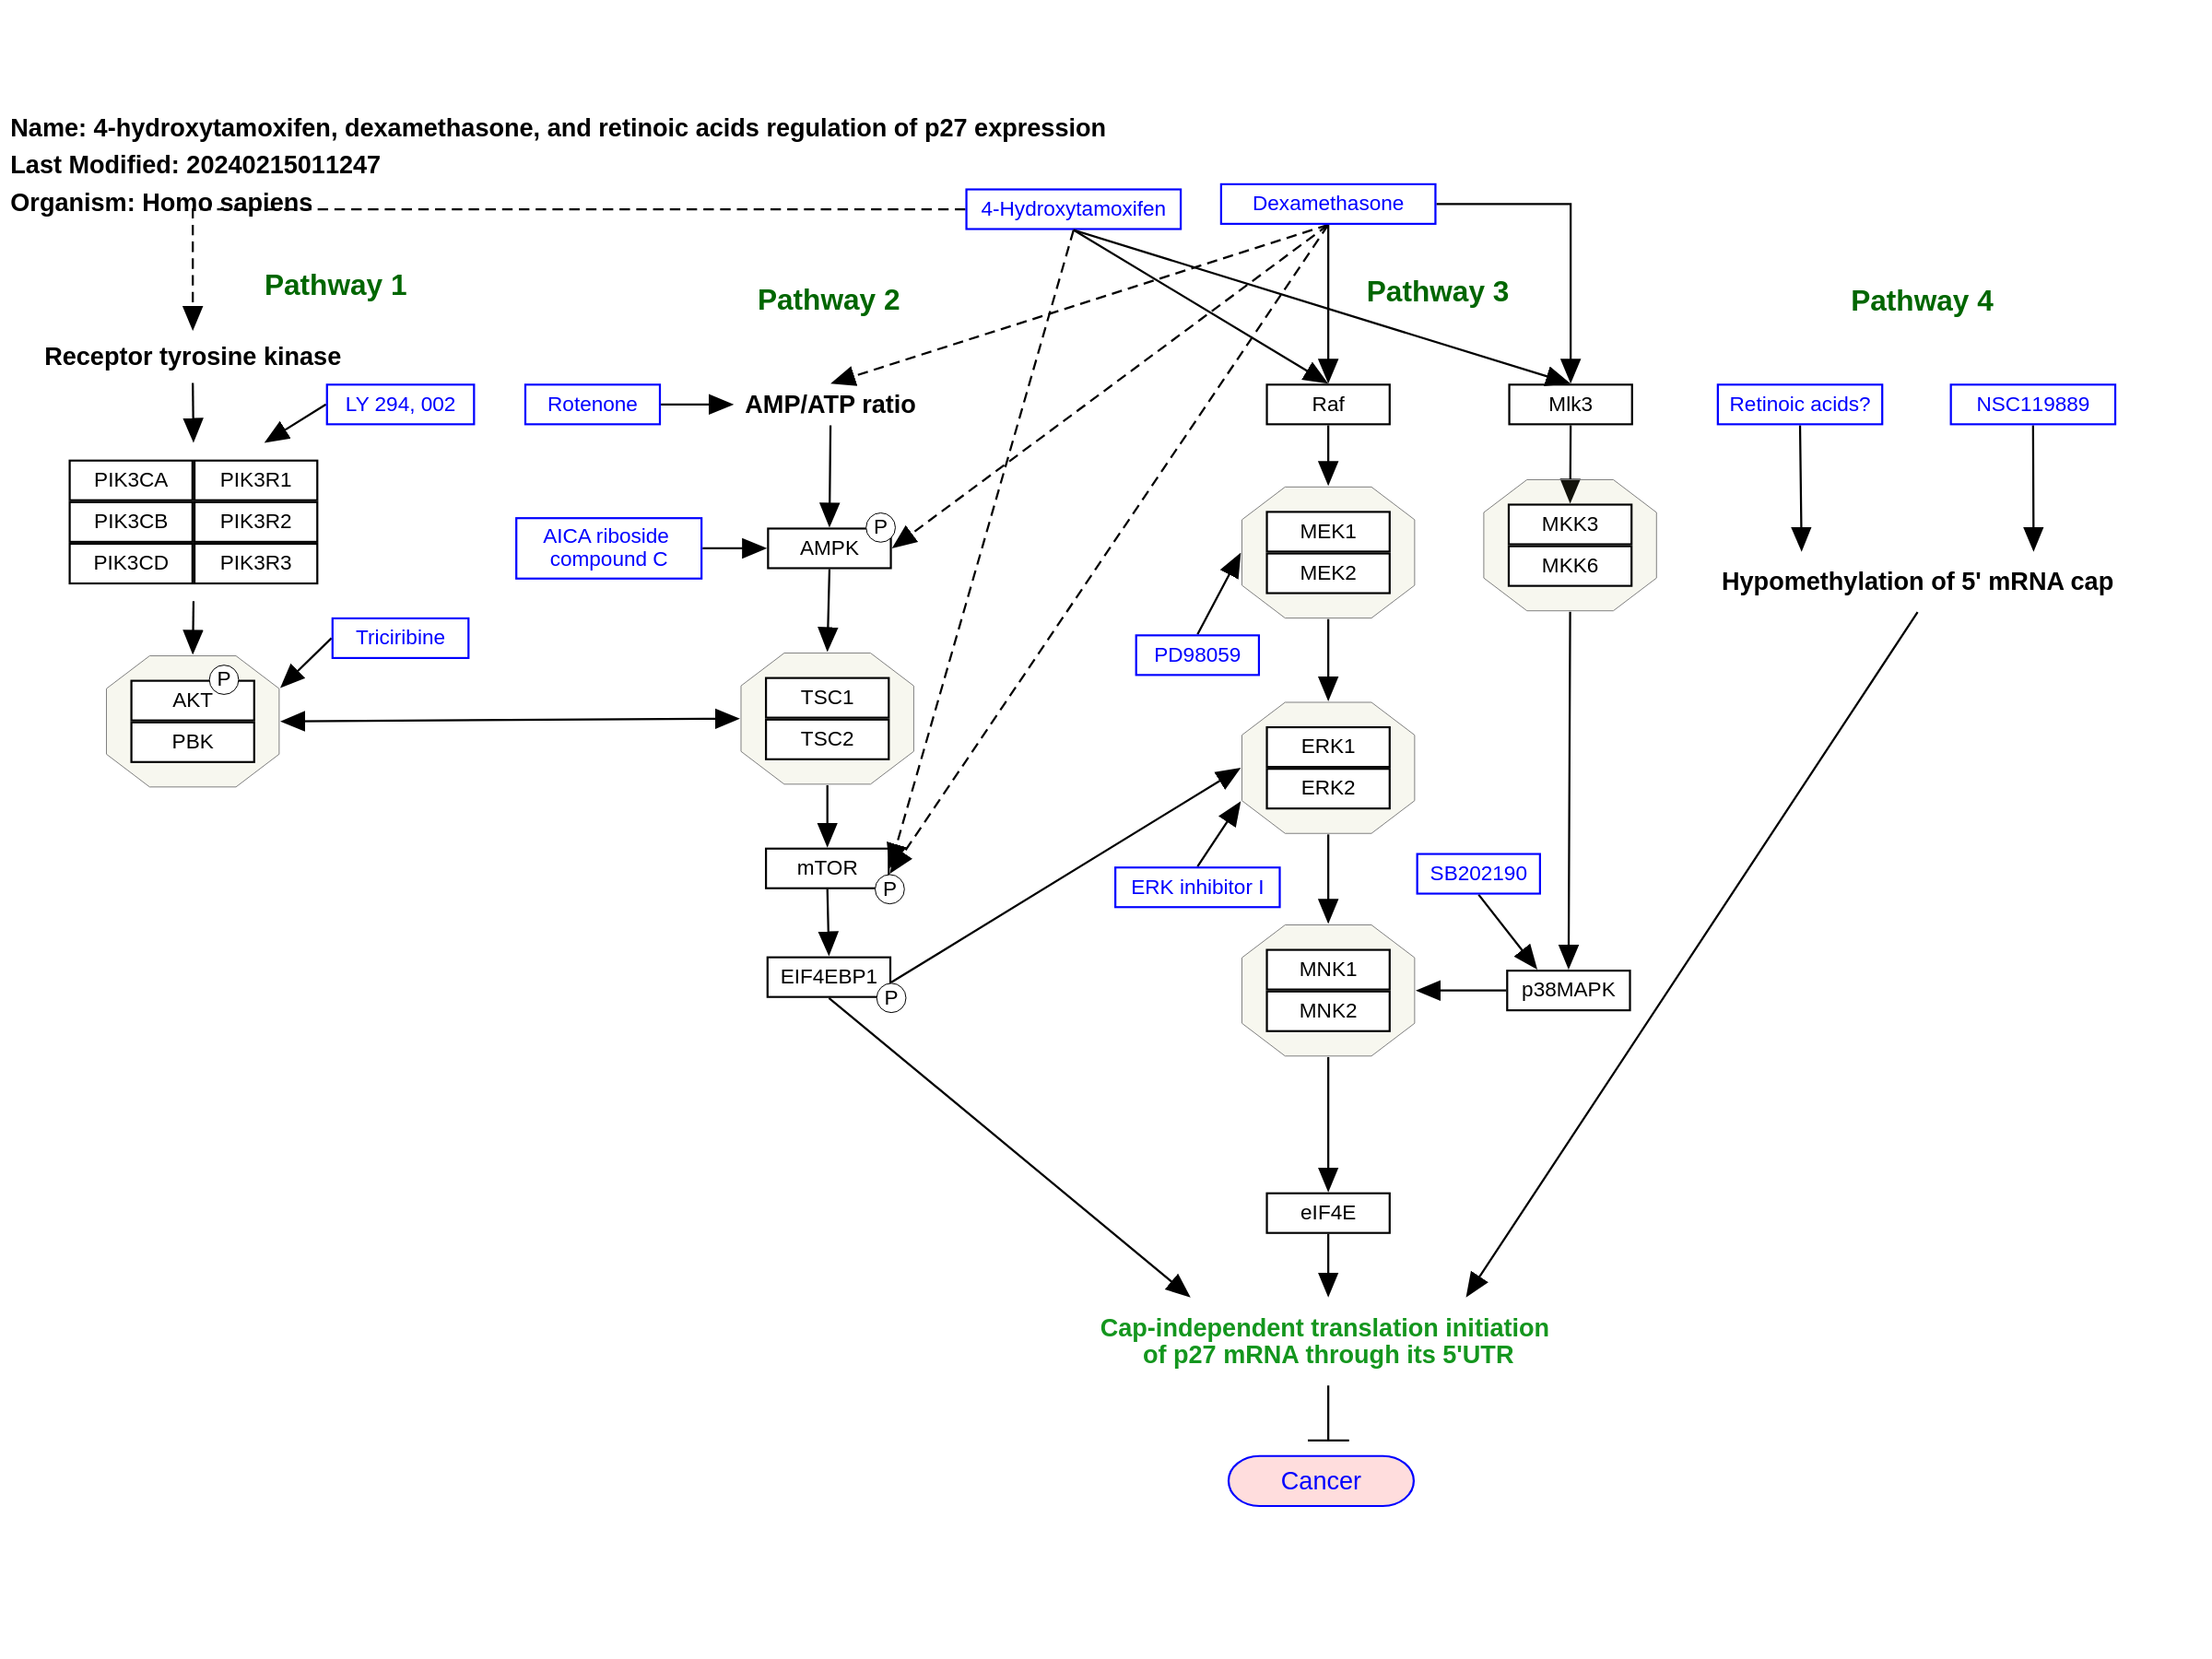 Name: 4-hydroxytamoxifen, dexamethasone, and retinoic acids regulation of p27 expression
Last Modified: 20240215011247
Organism: Homo sapiens
4-Hydroxytamoxifen
Dexamethasone
Pathway 1
Pathway 2
Pathway 3
Pathway 4
Receptor tyrosine kinase
LY 294, 002
Rotenone
AMP/ATP ratio
Raf
Mlk3
Retinoic acids?
NSC119889
PIK3CA
PIK3R1
PIK3CB
PIK3R2
PIK3CD
PIK3R3
AICA riboside
compound C
AMPK
P
MEK1
MEK2
MKK3
MKK6
Hypomethylation of 5' mRNA cap
Triciribine
PD98059
AKT
P
PBK
TSC1
TSC2
ERK1
ERK2
mTOR
P
ERK inhibitor I
SB202190
EIF4EBP1
P
MNK1
MNK2
p38MAPK
eIF4E
Cap-independent translation initiation
of p27 mRNA through its 5'UTR
Cancer